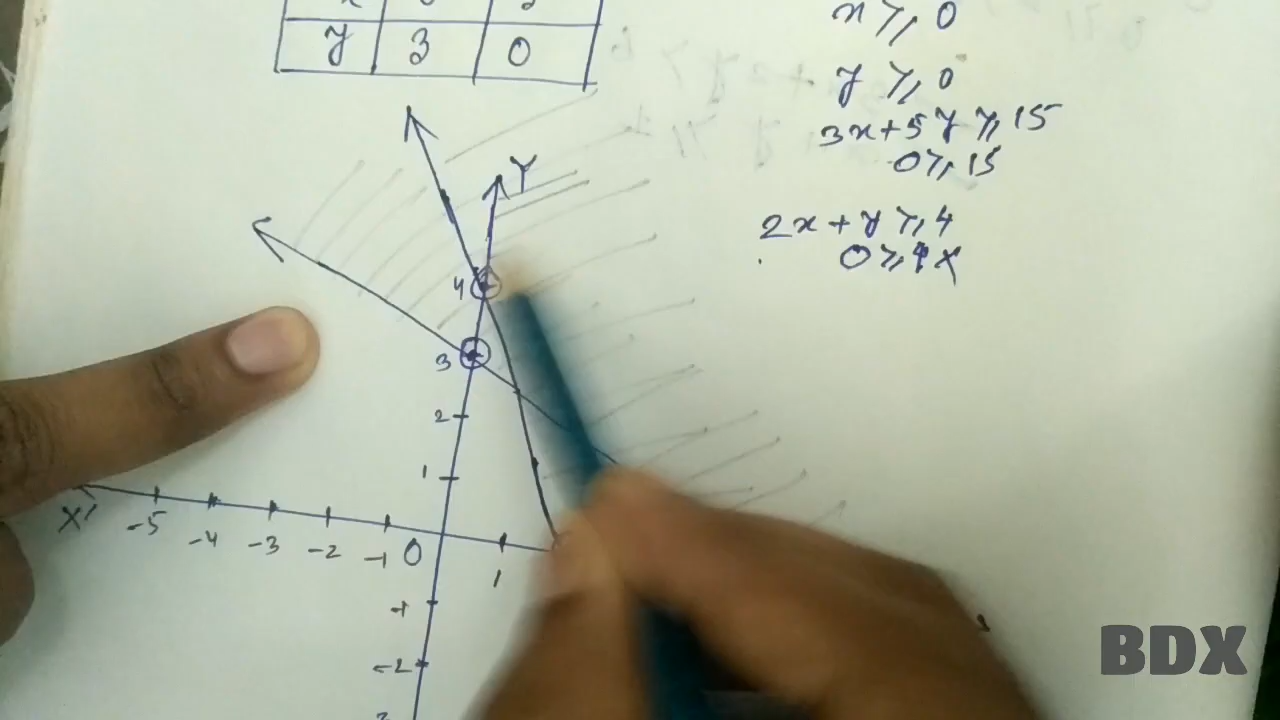 y 3 0
x ≥ 0
y ≥ 0
3x+5y ≥ 15
0 ≥ 15
2x+y ≥ 4
0 ≥ 4 X
Y
4
3
2
1
X' -5 -4 -3 -2 -1 0 1
-1
-2
BDX